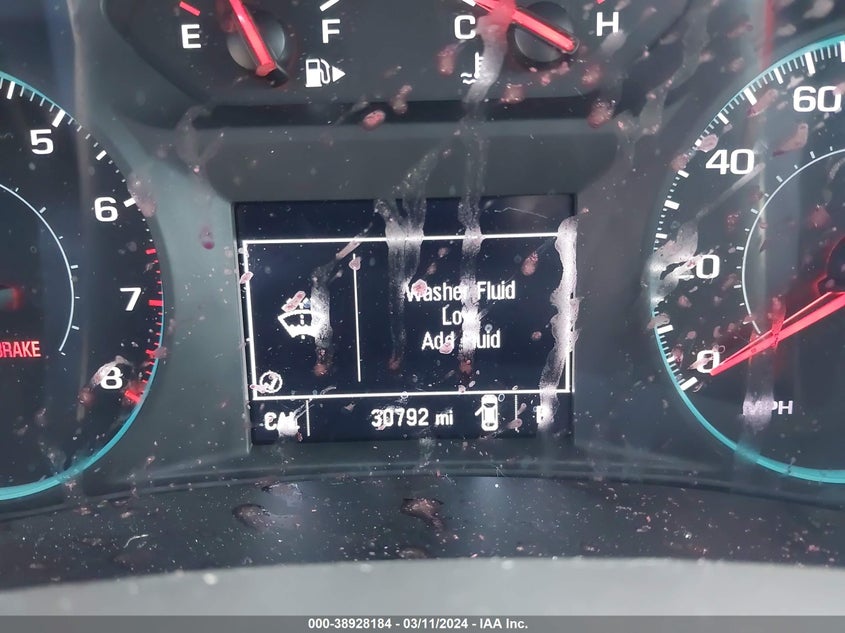 E F C H
5
6
7
8
BRAKE
60
40
20
0
MPH
Washer Fluid
Low
Add Fluid
30792 mi
000-38928184 - 03/11/2024 - IAA Inc.